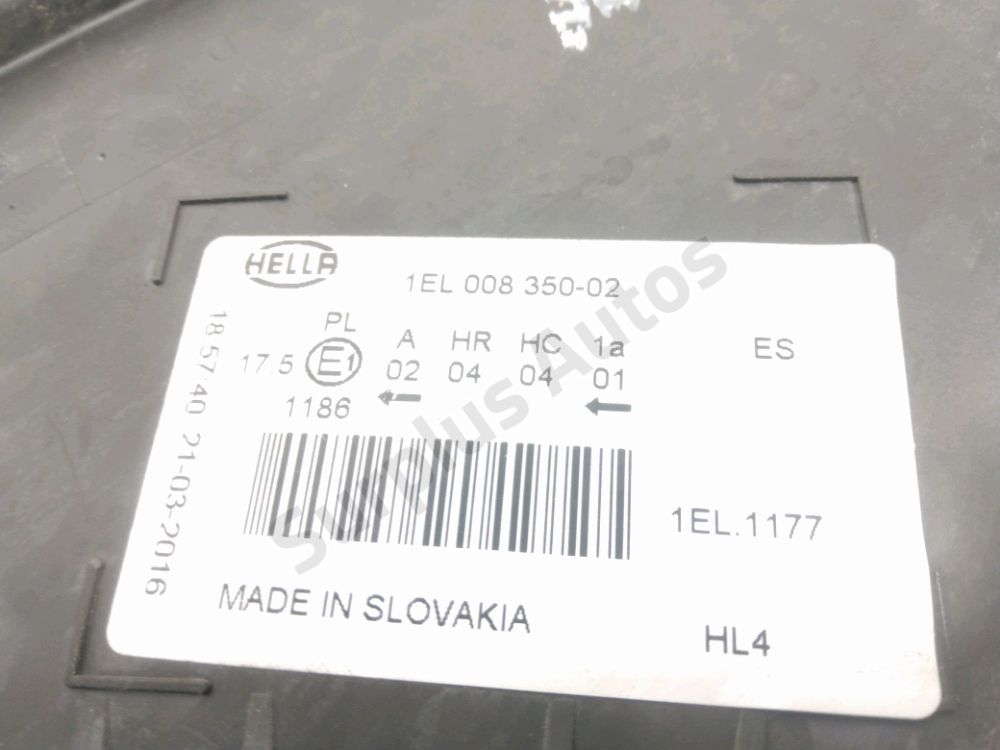 HELLA
1EL 008 350-02
PL
A HR HC 1a
ES
17.5 E1 02 04 04 01
1186
18:57:40 21-03-2016
1EL.1177
MADE IN SLOVAKIA
HL4
Surplus Autos